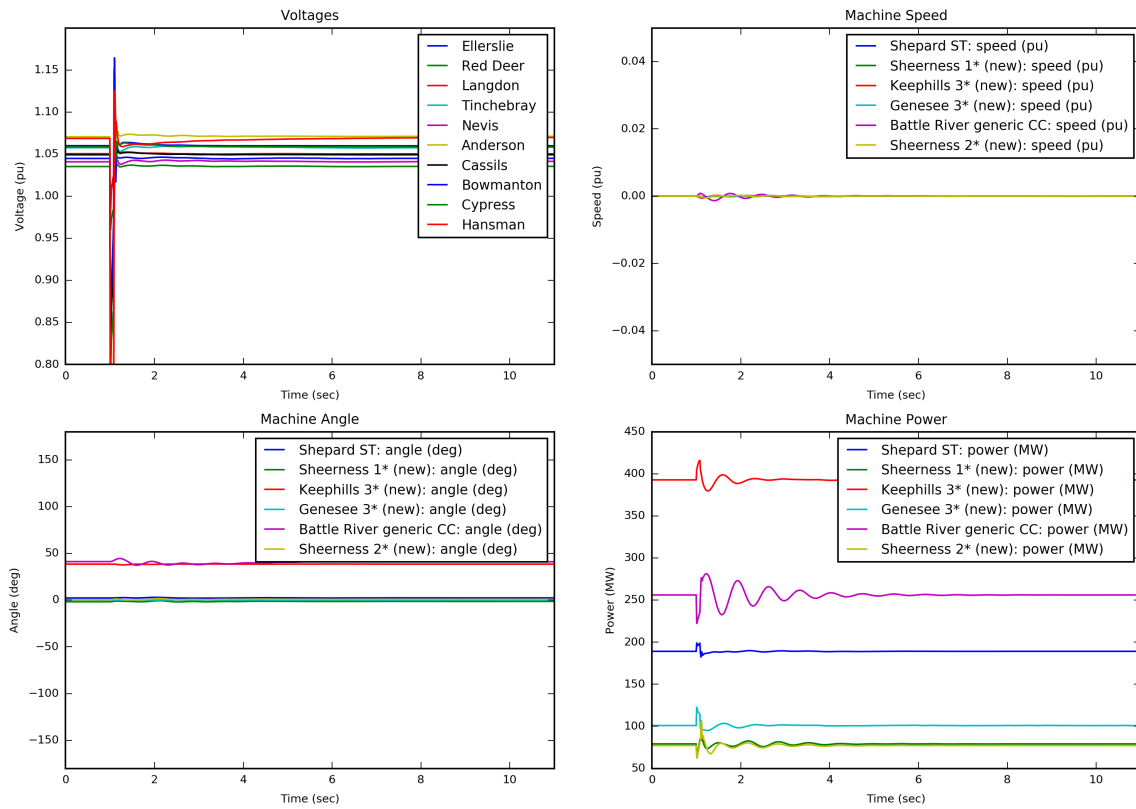 Voltages
1.15
1.10
1.05
1.00
0.95
0.90
0.85
0.80
Voltage (pu)
0 2 4 6 8 10
Time (sec)
Ellerslie
Red Deer
Langdon
Tinchebray
Nevis
Anderson
Cassils
Bowmanton
Cypress
Hansman
Machine Speed
0.04
0.02
0.00
−0.02
−0.04
Speed (pu)
0 2 4 6 8 10
Time (sec)
Shepard ST: speed (pu)
Sheerness 1* (new): speed (pu)
Keephills 3* (new): speed (pu)
Genesee 3* (new): speed (pu)
Battle River generic CC: speed (pu)
Sheerness 2* (new): speed (pu)
Machine Angle
150
100
50
0
−50
−100
−150
Angle (deg)
0 2 4 6 8 10
Time (sec)
Shepard ST: angle (deg)
Sheerness 1* (new): angle (deg)
Keephills 3* (new): angle (deg)
Genesee 3* (new): angle (deg)
Battle River generic CC: angle (deg)
Sheerness 2* (new): angle (deg)
Machine Power
450
400
350
300
250
200
150
100
50
Power (MW)
0 2 4 6 8 10
Time (sec)
Shepard ST: power (MW)
Sheerness 1* (new): power (MW)
Keephills 3* (new): power (MW)
Genesee 3* (new): power (MW)
Battle River generic CC: power (MW)
Sheerness 2* (new): power (MW)